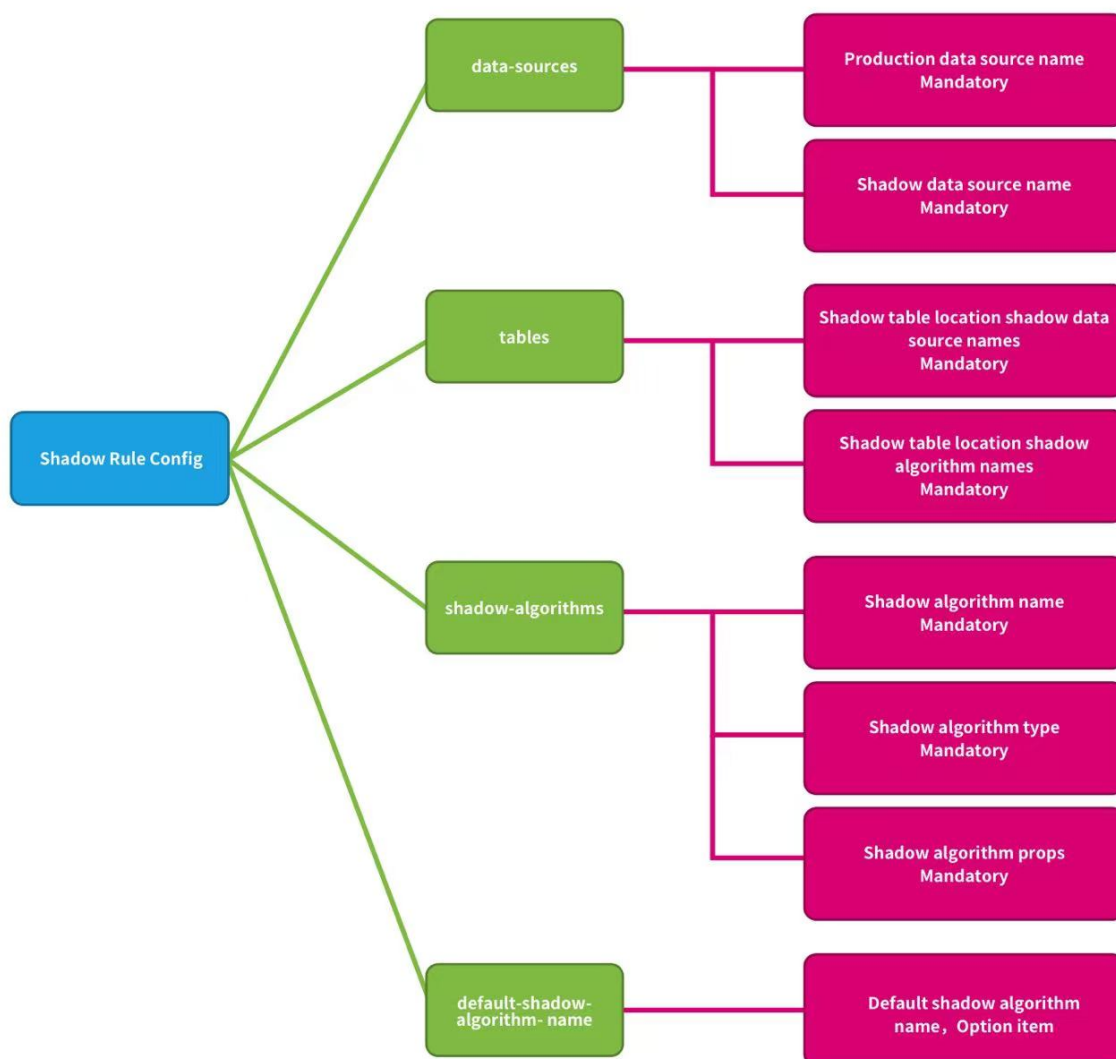 data-sources
Production data source name
Mandatory
Shadow data source name
Mandatory
tables
Shadow table location shadow data
source names
Mandatory
Shadow Rule Config
Shadow table location shadow
algorithm names
Mandatory
shadow-algorithms
Shadow algorithm name
Mandatory
Shadow algorithm type
Mandatory
Shadow algorithm props
Mandatory
default-shadow-
algorithm- name
Default shadow algorithm
name，Option item